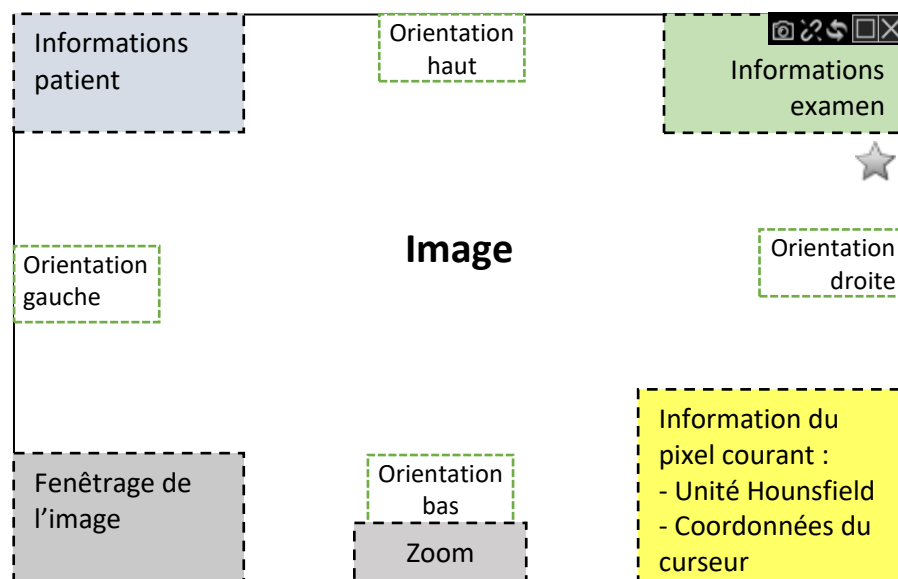 Informations
patient
Orientation
haut
Informations
examen
Orientation
gauche
Image
Orientation
droite
Fenêtrage de
l’image
Orientation
bas
Zoom
Information du
pixel courant :
- Unité Hounsfield
- Coordonnées du
curseur